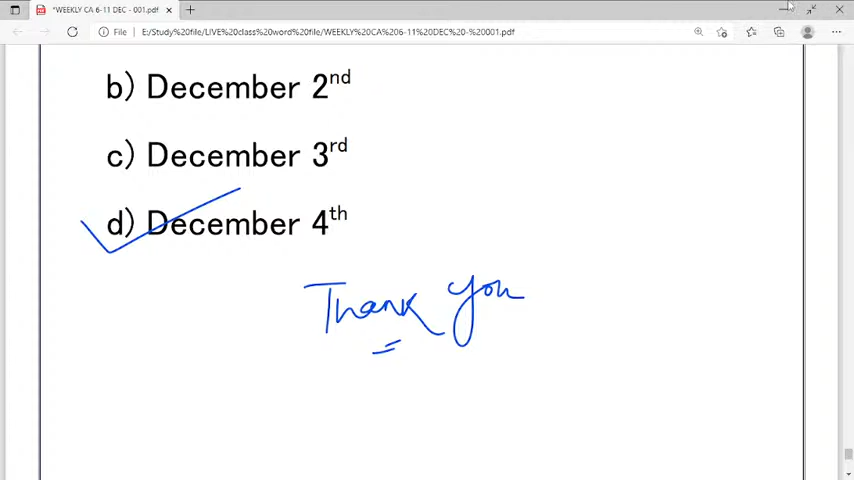 *WEEKLY CA 6-11 DEC - 001.pdf
File
E:/Study%20file/LIVE%20class%20word%20file/WEEKLY%20CA%206-11%20DEC%20-%20001.pdf
b) December 2nd
c) December 3rd
d) December 4th
Thank you